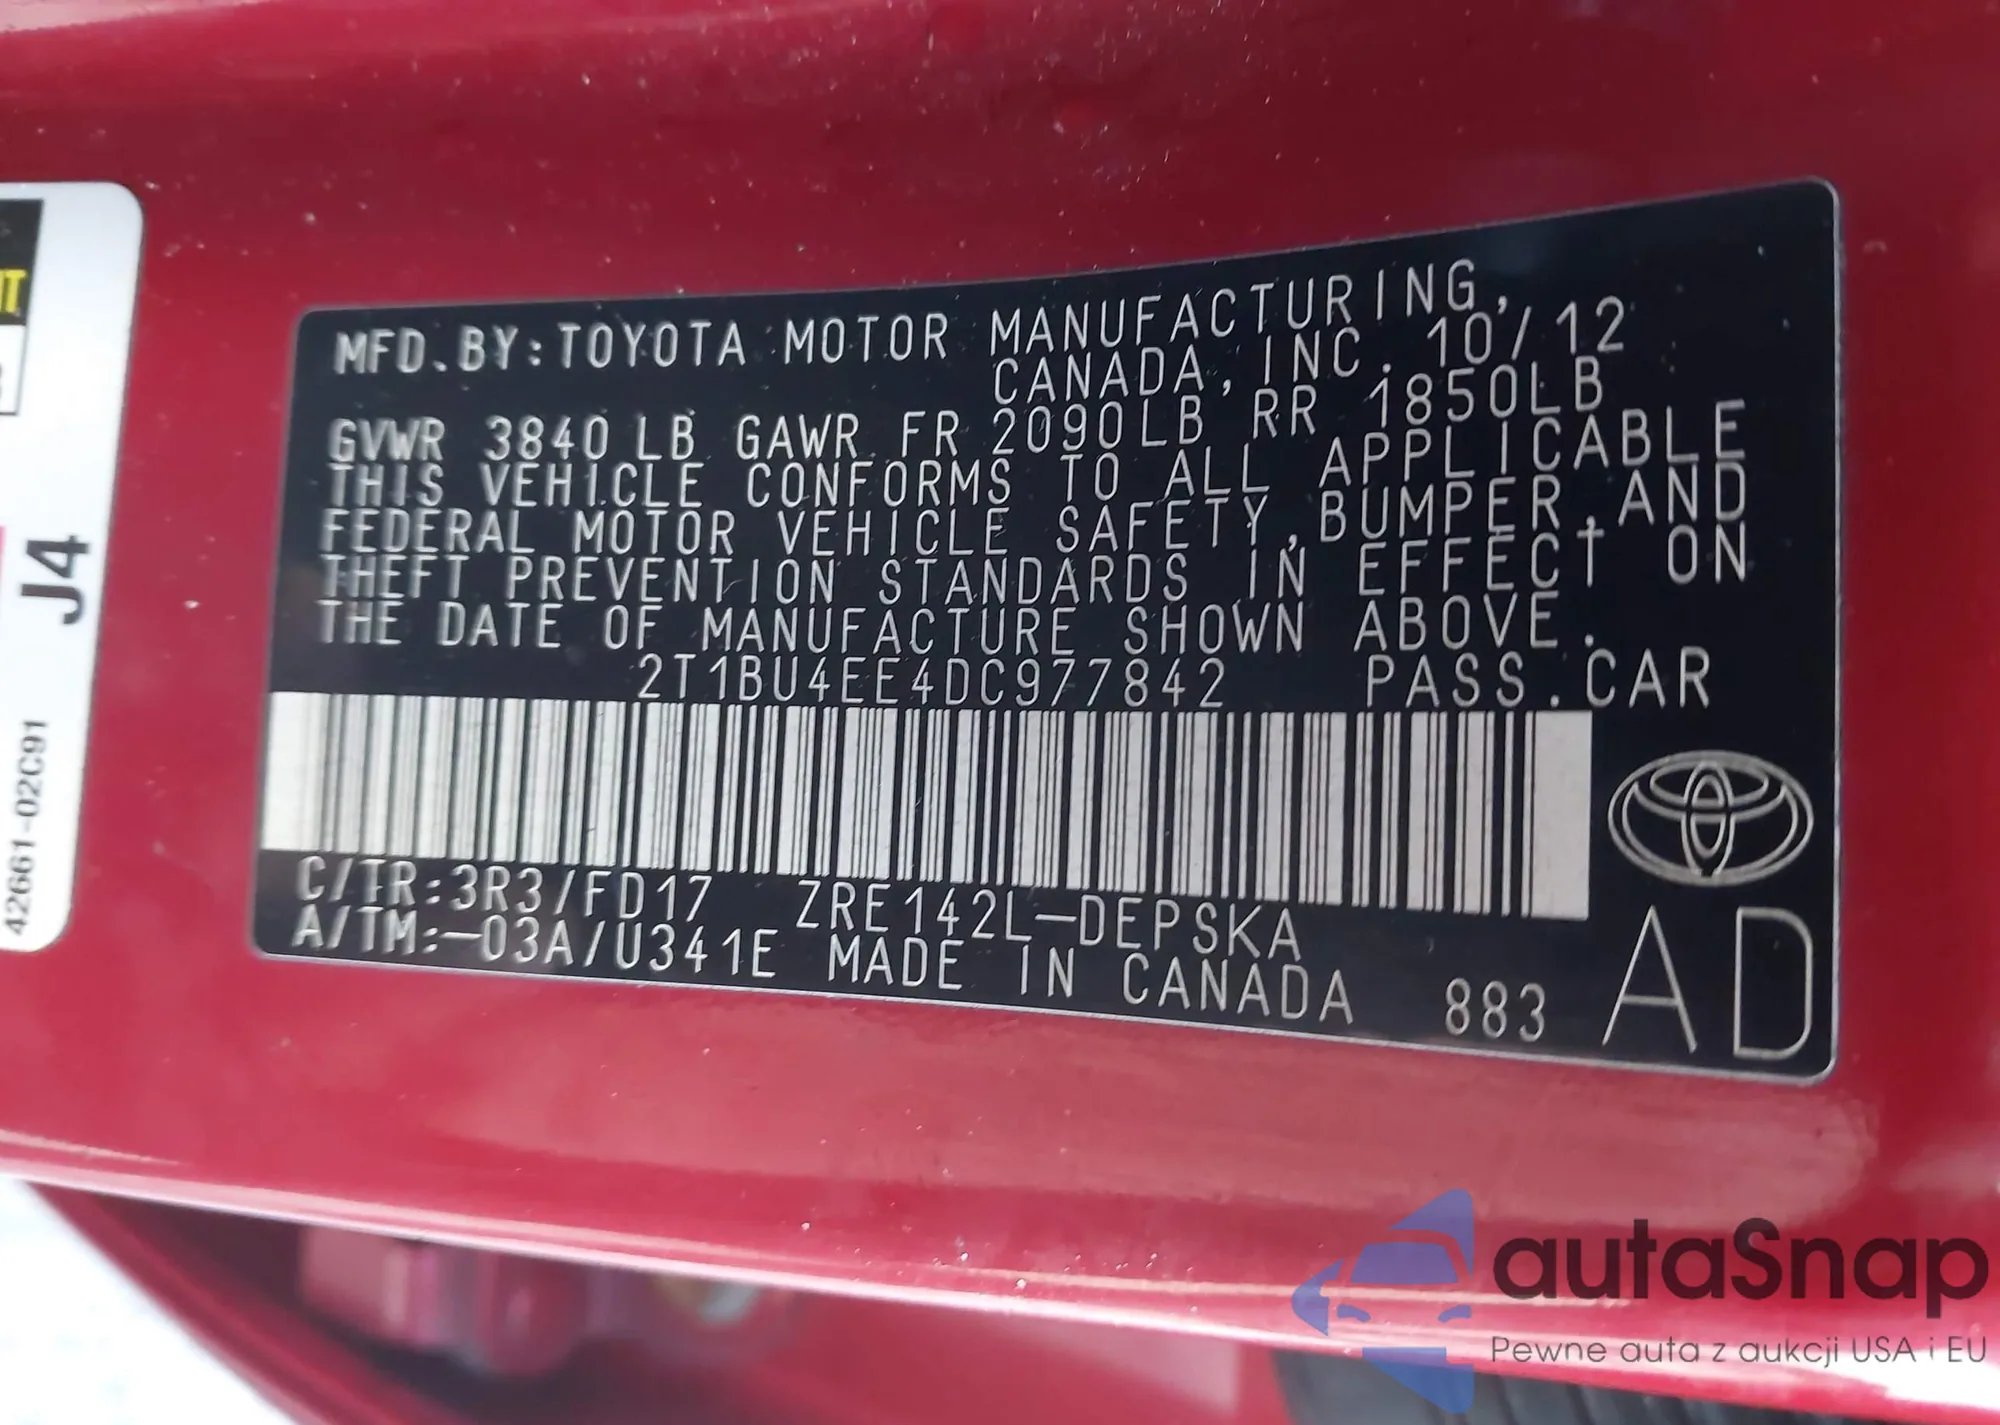 MFD.BY:TOYOTA MOTOR MANUFACTURING,
CANADA, INC. 10/12
GVWR 3840 LB GAWR FR 2090LB RR 1850LB
THIS VEHICLE CONFORMS TO ALL APPLICABLE
FEDERAL MOTOR VEHICLE SAFETY,BUMPER,AND
THEFT PREVENTION STANDARDS IN EFFECT ON
THE DATE OF MANUFACTURE SHOWN ABOVE.
2T1BU4EE4DC977842 PASS.CAR
C/TR:3R3/FD17 ZRE142L-DEPSKA
A/TM:-03A/U341E MADE IN CANADA 883
AD
J4
42661-02C91
autaSnap
Pewne auta z aukcji USA i EU